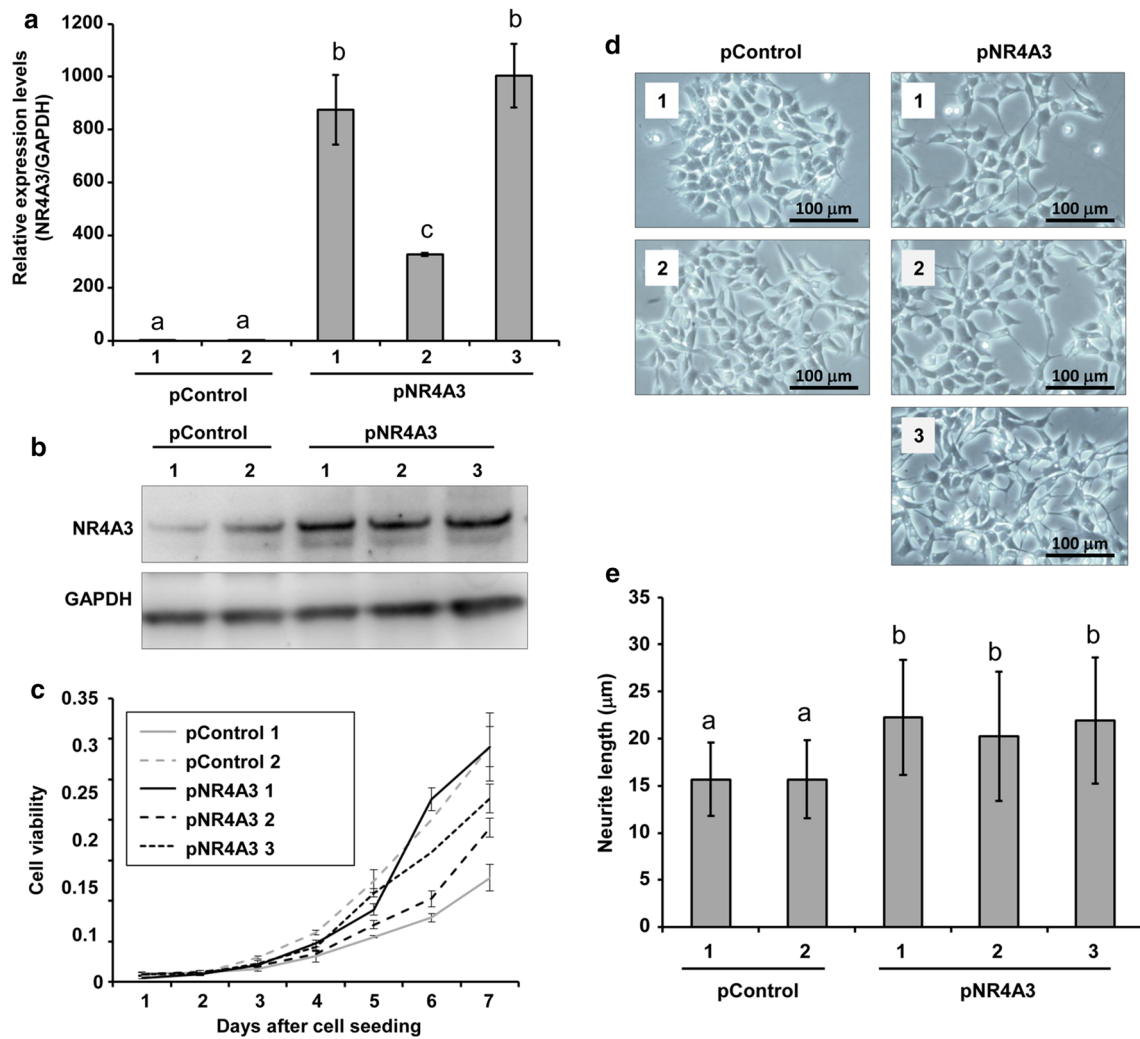 a
1200
1000
800
600
400
200
0
Relative expression levels
(NR4A3/GAPDH)
a
a
b
c
b
1 2 1 2 3
pControl pNR4A3
b
pControl pNR4A3
1 2 1 2 3
NR4A3
GAPDH
c
0.35
0.3
0.25
0.2
0.15
0.1
0
Cell viability
pControl 1
pControl 2
pNR4A3 1
pNR4A3 2
pNR4A3 3
1 2 3 4 5 6 7
Days after cell seeding
d
pControl pNR4A3
1
100 μm
1
100 μm
2
100 μm
2
100 μm
3
100 μm
e
35
30
25
20
15
10
5
0
Neurite length (μm)
a
a
b
b
b
1 2 1 2 3
pControl pNR4A3